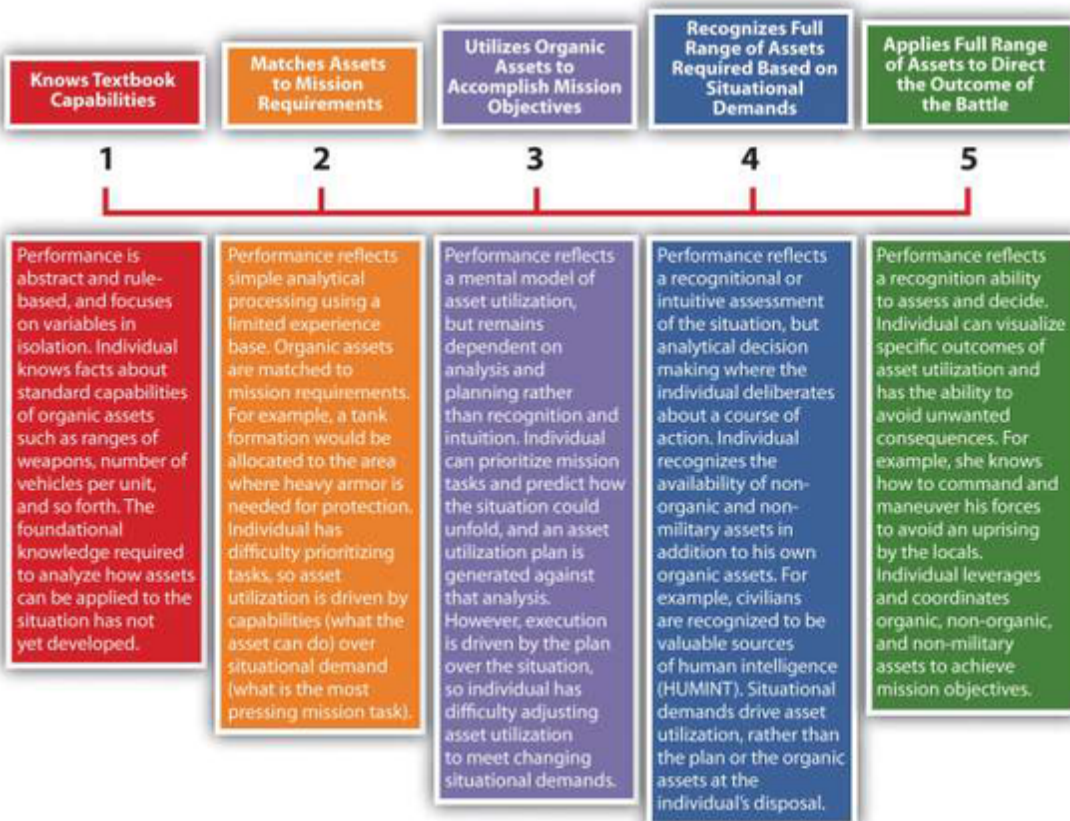 Knows Textbook
Capabilities
Matches Assets
to Mission
Requirements
Utilizes Organic
Assets to
Accomplish Mission
Objectives
Recognizes Full
Range of Assets
Required Based on
Situational
Demands
Applies Full Range
of Assets to Direct
the Outcome of
the Battle
1
2
3
4
5
Performance is
abstract and rule-
based, and focuses
on variables in
isolation. Individual
knows facts about
standard capabilities
of organic assets
such as ranges of
weapons, number of
vehicles per unit,
and so forth. The
foundational
knowledge required
to analyze how assets
can be applied to the
situation has not
yet developed.
Performance reflects
simple analytical
processing using a
limited experience
base. Organic assets
are matched to
mission requirements.
For example, a tank
formation would be
allocated to the area
where heavy armor is
needed for protection.
Individual has
difficulty prioritizing
tasks, so asset
utilization is driven by
capabilities (what the
asset can do) over
situational demand
(what is the most
pressing mission task).
Performance reflects
a mental model of
asset utilization,
but remains
dependent on
analysis and
planning rather
than recognition and
intuition. Individual
can prioritize mission
tasks and predict how
the situation could
unfold, and an asset
utilization plan is
generated against
that analysis.
However, execution
is driven by the plan
over the situation,
so individual has
difficulty adjusting
asset utilization
to meet changing
situational demands.
Performance reflects
a recognitional or
intuitive assessment
of the situation, but
analytical decision
making where the
individual deliberates
about a course of
action. Individual
recognizes the
availability of non-
organic and non-
military assets in
addition to his own
organic assets. For
example, civilians
are recognized to be
valuable sources
of human intelligence
(HUMINT). Situational
demands drive asset
utilization, rather than
the plan or the organic
assets at the
individual's disposal.
Performance reflects
a recognition ability
to assess and decide.
Individual can visualize
specific outcomes of
asset utilization and
has the ability to
avoid unwanted
consequences. For
example, she knows
how to command and
maneuver his forces
to avoid an uprising
by the locals.
Individual leverages
and coordinates
organic, non-organic,
and non-military
assets to achieve
mission objectives.